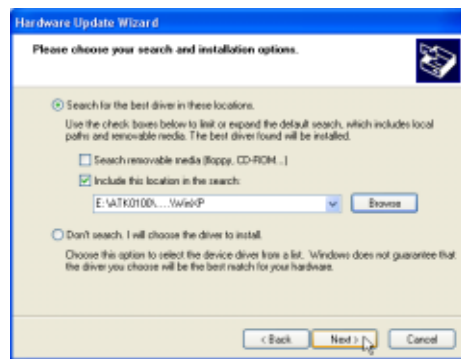 Hardware Update Wizard
Please choose your search and installation options.
Search for the best driver in these locations.
Use the check boxes below to limit or expand the default search, which includes local
paths and removable media. The best driver found will be installed.
Search removable media (floppy, CD-ROM...)
Include this location in the search:
E:\ATK0100\....\WinXP
Browse
Don't search. I will choose the driver to install.
Choose this option to select the device driver from a list. Windows does not guarantee that
the driver you choose will be the best match for your hardware.
< Back
Next >
Cancel